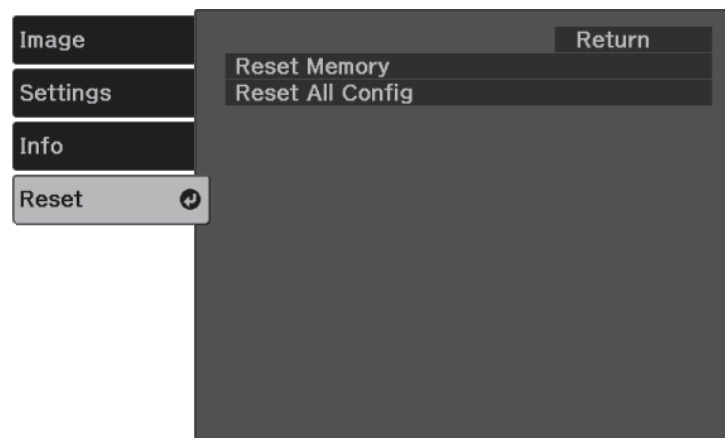 Image
Settings
Info
Reset
Return
Reset Memory
Reset All Config